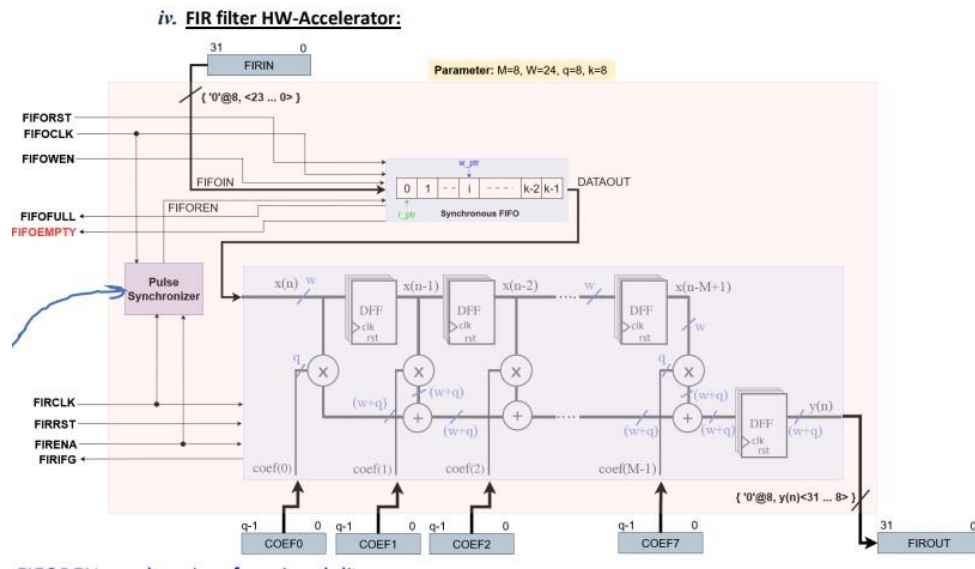 iv. FIR filter HW-Accelerator:
31 0
FIRIN
Parameter: M=8, W=24, q=8, k=8
{ '0'@8, <23 ... 0> }
FIFORST
FIFOCLK
FIFOWEN
w_ptr
FIFOIN
0 1 i k-2 k-1
DATAOUT
FIFOREN
i_ptr
Synchronous FIFO
FIFOFULL
FIFOEMPTY
Pulse
Synchronizer
x(n) w x(n-1) x(n-2) w x(n-M+1)
DFF DFF DFF
clk clk clk
rst rst rst
w
q q
x x x x
(w+q) (w+q)
FIRCLK
(w+q) + (w+q) + (w+q) + (w+q) DFF y(n) (w+q)
clk
rst
FIRRST
FIRENA
FIRIFG
coef(0) coef(1) coef(2) coef(M-1)
{ '0'@8, y(n)<31 ... 8> }
q-1 0 q-1 0 q-1 0 q-1 0 31 0
COEF0 COEF1 COEF2 COEF7 FIROUT